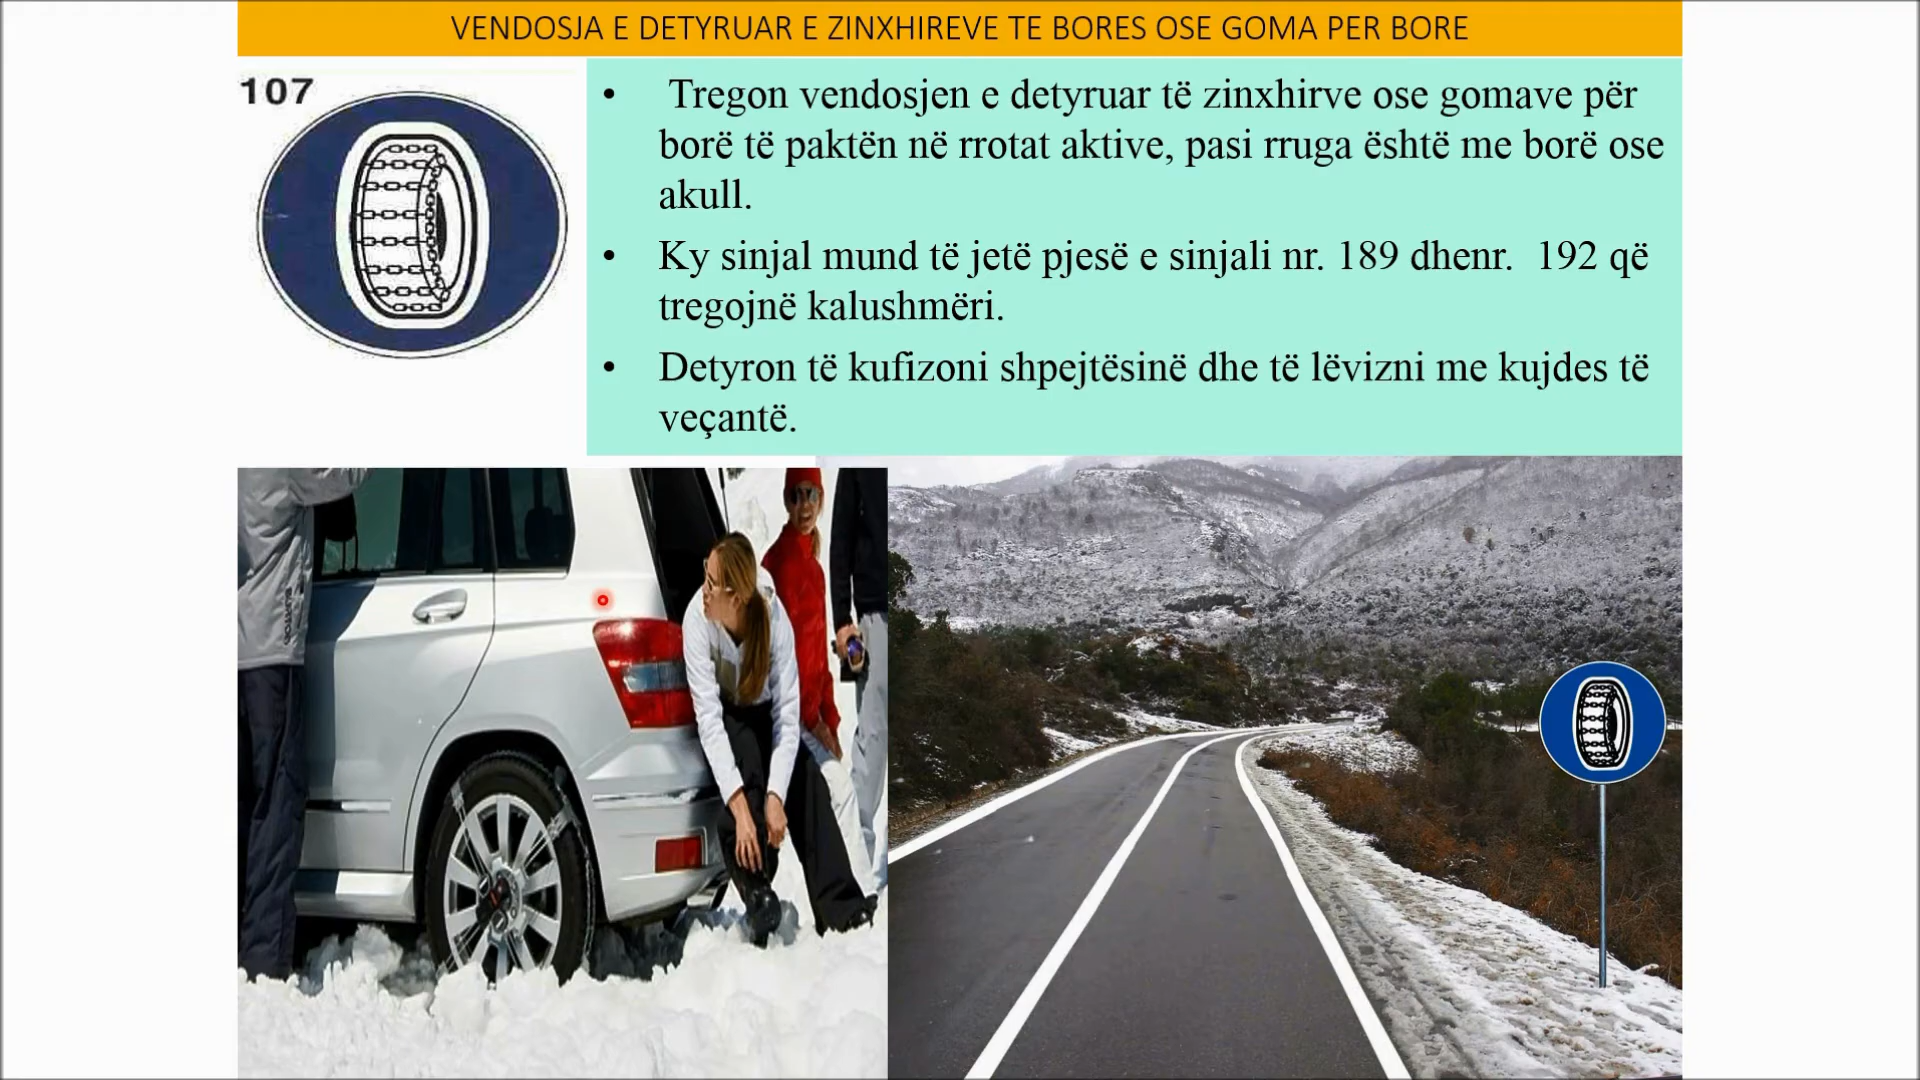 VENDOSJA E DETYRUAR E ZINXHIREVE TE BORES OSE GOMA PER BORE
107
• Tregon vendosjen e detyruar të zinxhirve ose gomave për
borë të paktën në rrotat aktive, pasi rruga është me borë ose
akull.
• Ky sinjal mund të jetë pjesë e sinjali nr. 189 dhenr. 192 që
tregojnë kalushmëri.
• Detyron të kufizoni shpejtësinë dhe të lëvizni me kujdes të
veçantë.